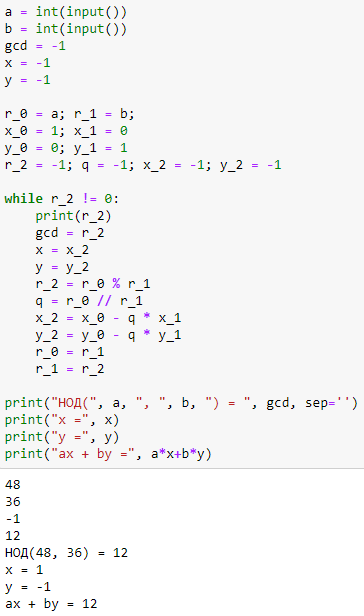 a = int(input())
b = int(input())
gcd = -1
x = -1
y = -1
r_0 = a; r_1 = b;
x_0 = 1; x_1 = 0
y_0 = 0; y_1 = 1
r_2 = -1; q = -1; x_2 = -1; y_2 = -1
while r_2 != 0:
    print(r_2)
    gcd = r_2
    x = x_2
    y = y_2
    r_2 = r_0 % r_1
    q = r_0 // r_1
    x_2 = x_0 - q * x_1
    y_2 = y_0 - q * y_1
    r_0 = r_1
    r_1 = r_2
print("НОД(", a, ", ", b, ") = ", gcd, sep='')
print("x =", x)
print("y =", y)
print("ax + by =", a*x+b*y)
48
36
-1
12
НОД(48, 36) = 12
x = 1
y = -1
ax + by = 12